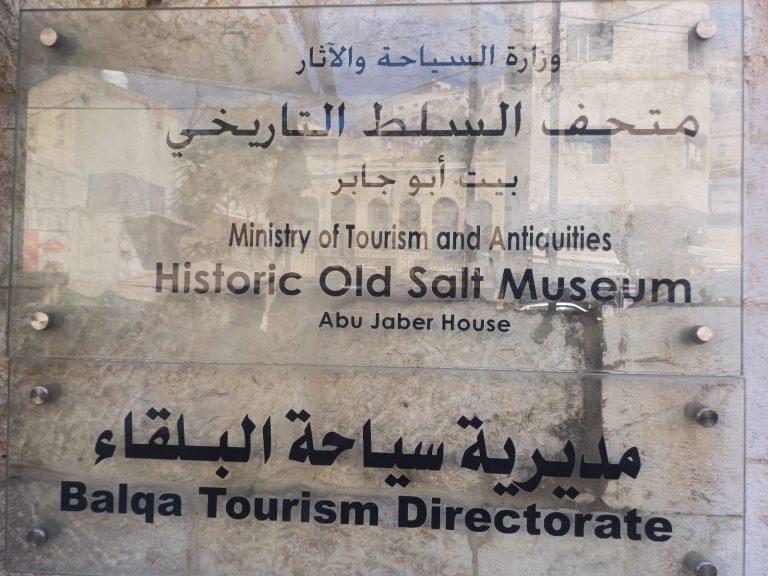 وزارة السياحة والآثار
متحف السلط التاريخي
بيت أبو جابر
Ministry of Tourism and Antiquities
Historic Old Salt Museum
Abu Jaber House
مديرية سياحة البلقاء
Balqa Tourism Directorate